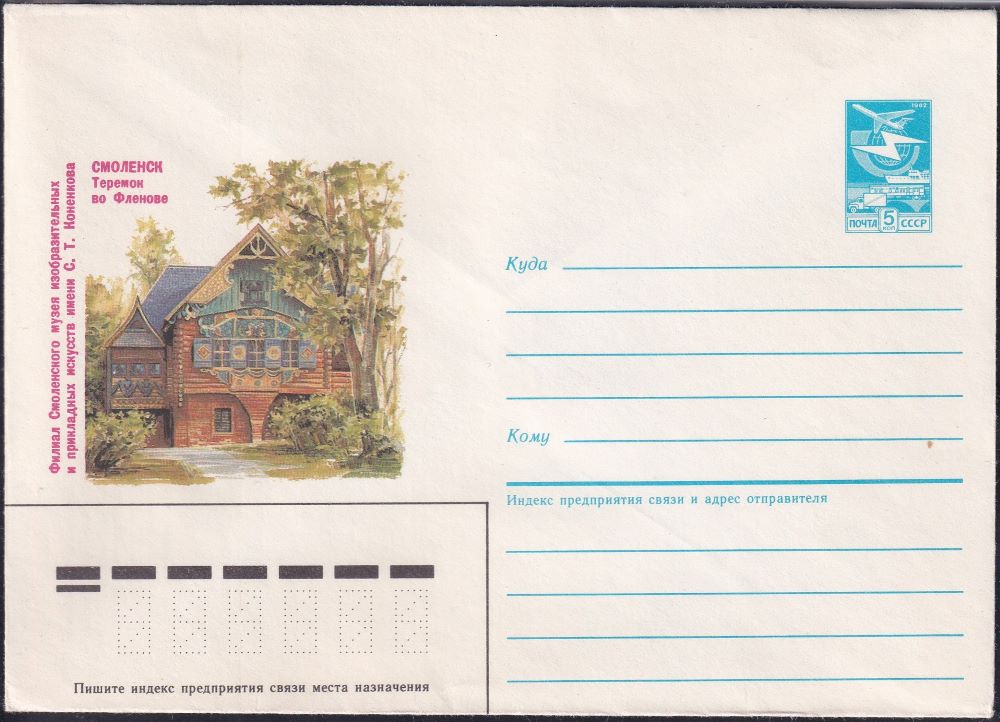 СМОЛЕНСК
Теремок
во Фленове
Филиал Смоленского музея изобразительных
и прикладных искусств имени С. Т. Коненкова
1982
ПОЧТА 5 КОП СССР
Куда
Кому
Индекс предприятия связи и адрес отправителя
Пишите индекс предприятия связи места назначения